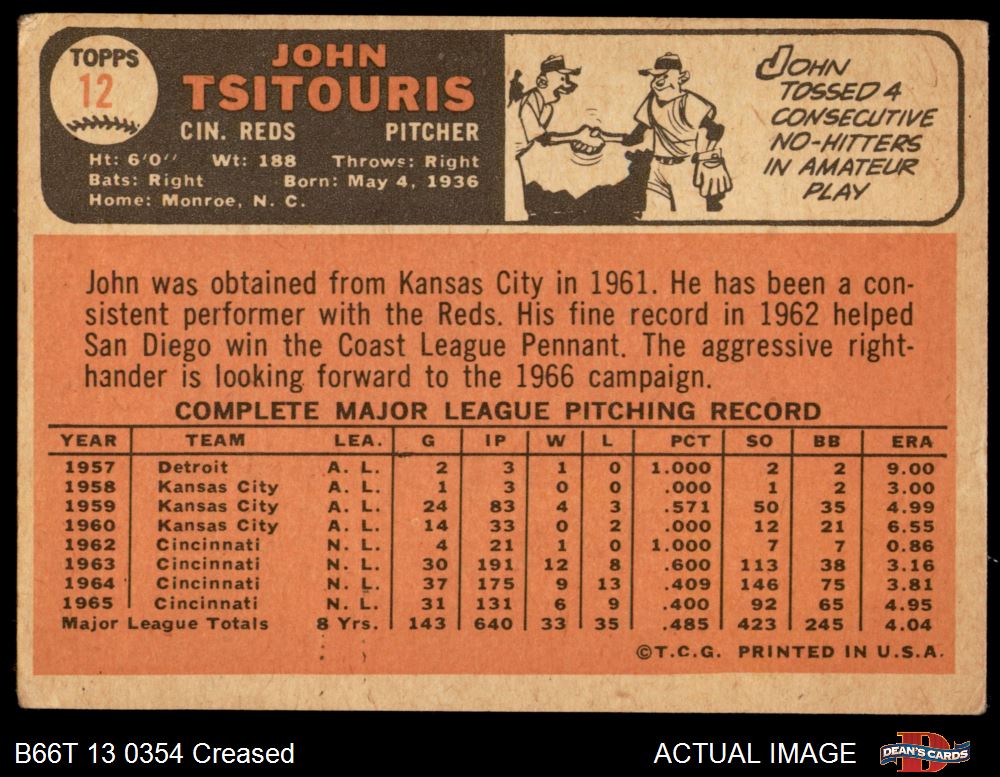 TOPPS
12
JOHN
TSITOURIS
CIN. REDS PITCHER
Ht: 6'0" Wt: 188 Throws: Right
Bats: Right Born: May 4, 1936
Home: Monroe, N. C.
JOHN
TOSSED 4
CONSECUTIVE
NO-HITTERS
IN AMATEUR
PLAY
John was obtained from Kansas City in 1961. He has been a con-
sistent performer with the Reds. His fine record in 1962 helped
San Diego win the Coast League Pennant. The aggressive right-
hander is looking forward to the 1966 campaign.
COMPLETE MAJOR LEAGUE PITCHING RECORD
YEAR TEAM LEA. G IP W L PCT SO BB ERA
1957 Detroit A. L. 2 3 1 0 1.000 2 2 9.00
1958 Kansas City A. L. 1 3 0 0 .000 1 2 3.00
1959 Kansas City A. L. 24 83 4 3 .571 50 35 4.99
1960 Kansas City A. L. 14 33 0 2 .000 12 21 6.55
1962 Cincinnati N. L. 4 21 1 0 1.000 7 7 0.86
1963 Cincinnati N. L. 30 191 12 8 .600 113 38 3.16
1964 Cincinnati N. L. 37 175 9 13 .409 146 75 3.81
1965 Cincinnati N. L. 31 131 6 9 .400 92 65 4.95
Major League Totals 8 Yrs. 143 640 33 35 .485 423 245 4.04
©T.C.G. PRINTED IN U.S.A.
B66T 13 0354 Creased ACTUAL IMAGE DEAN'S CARDS